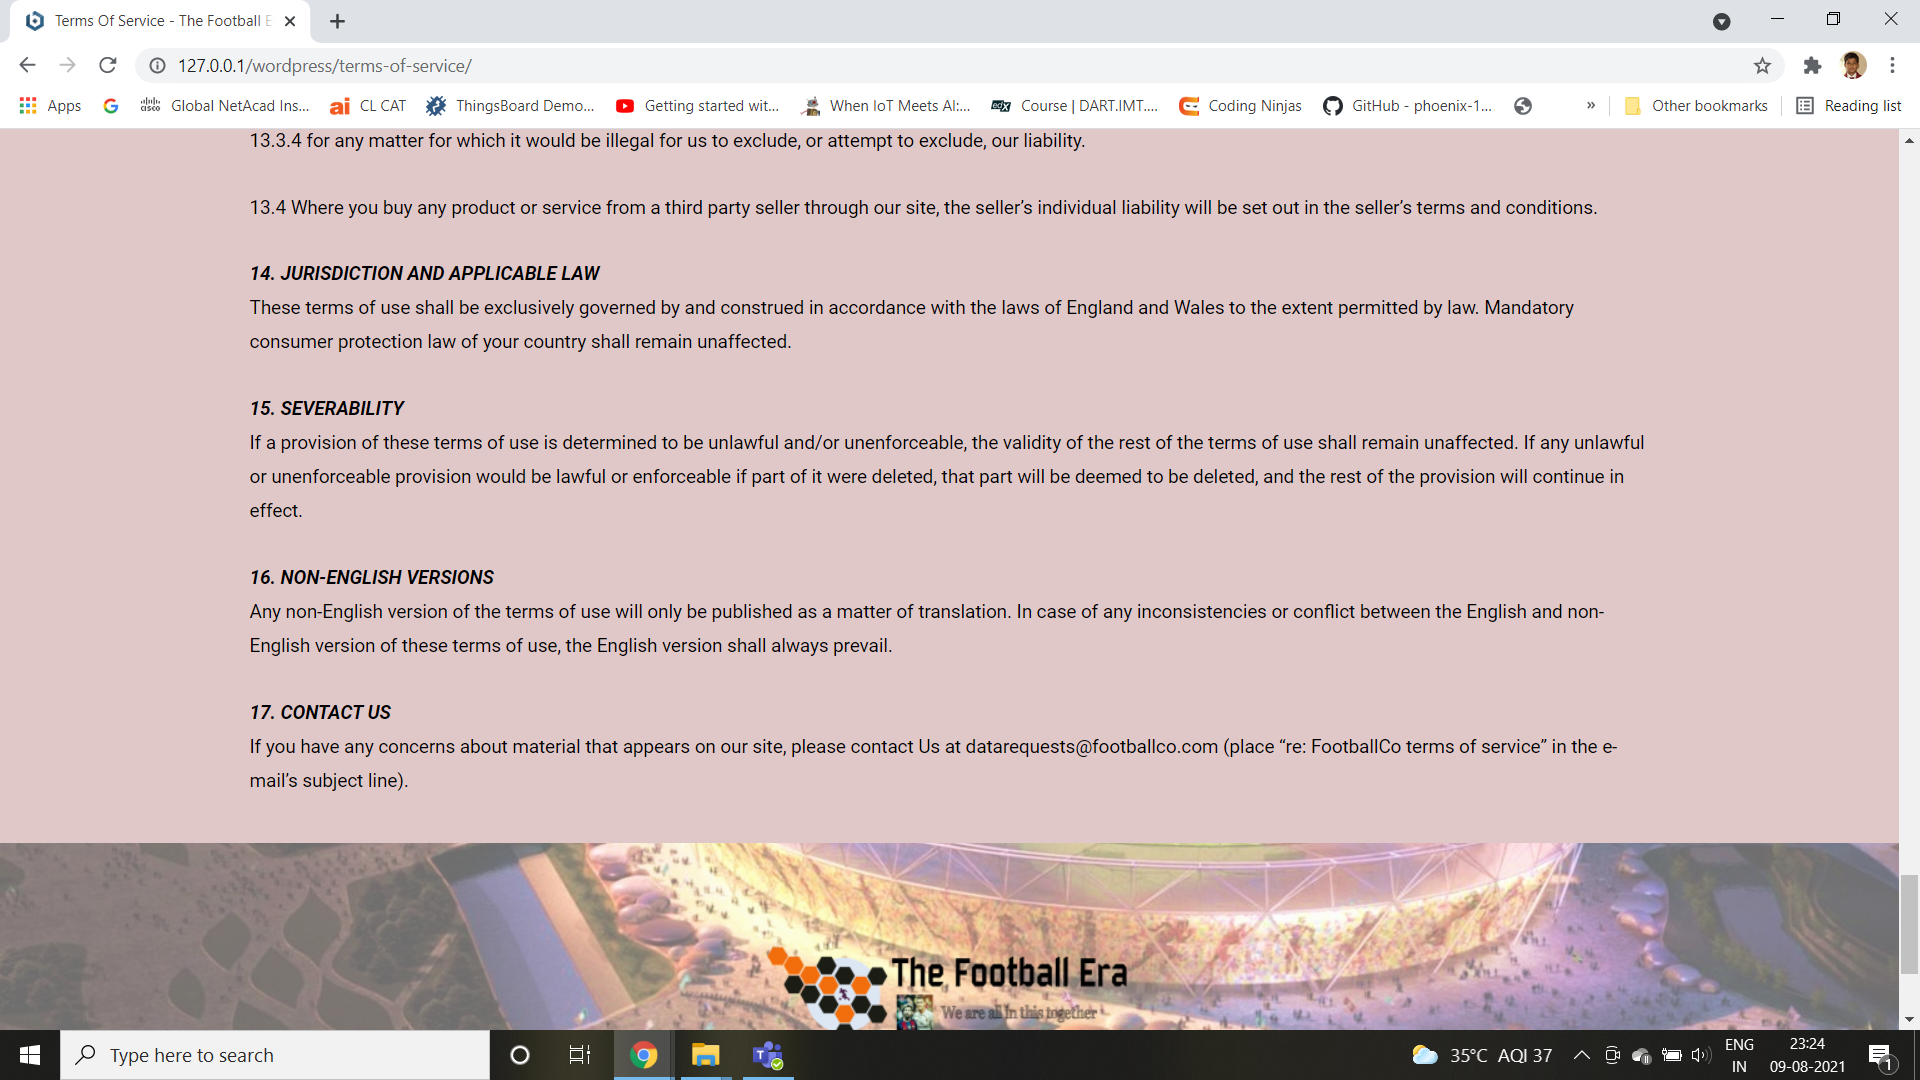 Terms Of Service - The Football E
127.0.0.1/wordpress/terms-of-service/
Apps
Global NetAcad Ins...
CL CAT
ThingsBoard Demo...
Getting started wit...
When IoT Meets AI:...
Course | DART.IMT....
Coding Ninjas
GitHub - phoenix-1...
»
Other bookmarks
Reading list
13.3.4 for any matter for which it would be illegal for us to exclude, or attempt to exclude, our liability.
13.4 Where you buy any product or service from a third party seller through our site, the seller’s individual liability will be set out in the seller’s terms and conditions.
14. JURISDICTION AND APPLICABLE LAW
These terms of use shall be exclusively governed by and construed in accordance with the laws of England and Wales to the extent permitted by law. Mandatory
consumer protection law of your country shall remain unaffected.
15. SEVERABILITY
If a provision of these terms of use is determined to be unlawful and/or unenforceable, the validity of the rest of the terms of use shall remain unaffected. If any unlawful
or unenforceable provision would be lawful or enforceable if part of it were deleted, that part will be deemed to be deleted, and the rest of the provision will continue in
effect.
16. NON-ENGLISH VERSIONS
Any non-English version of the terms of use will only be published as a matter of translation. In case of any inconsistencies or conflict between the English and non-
English version of these terms of use, the English version shall always prevail.
17. CONTACT US
If you have any concerns about material that appears on our site, please contact Us at datarequests@footballco.com (place “re: FootballCo terms of service” in the e-
mail’s subject line).
The Football Era
We are all in this together
Type here to search
35°C AQI 37
ENG
IN
23:24
09-08-2021
1